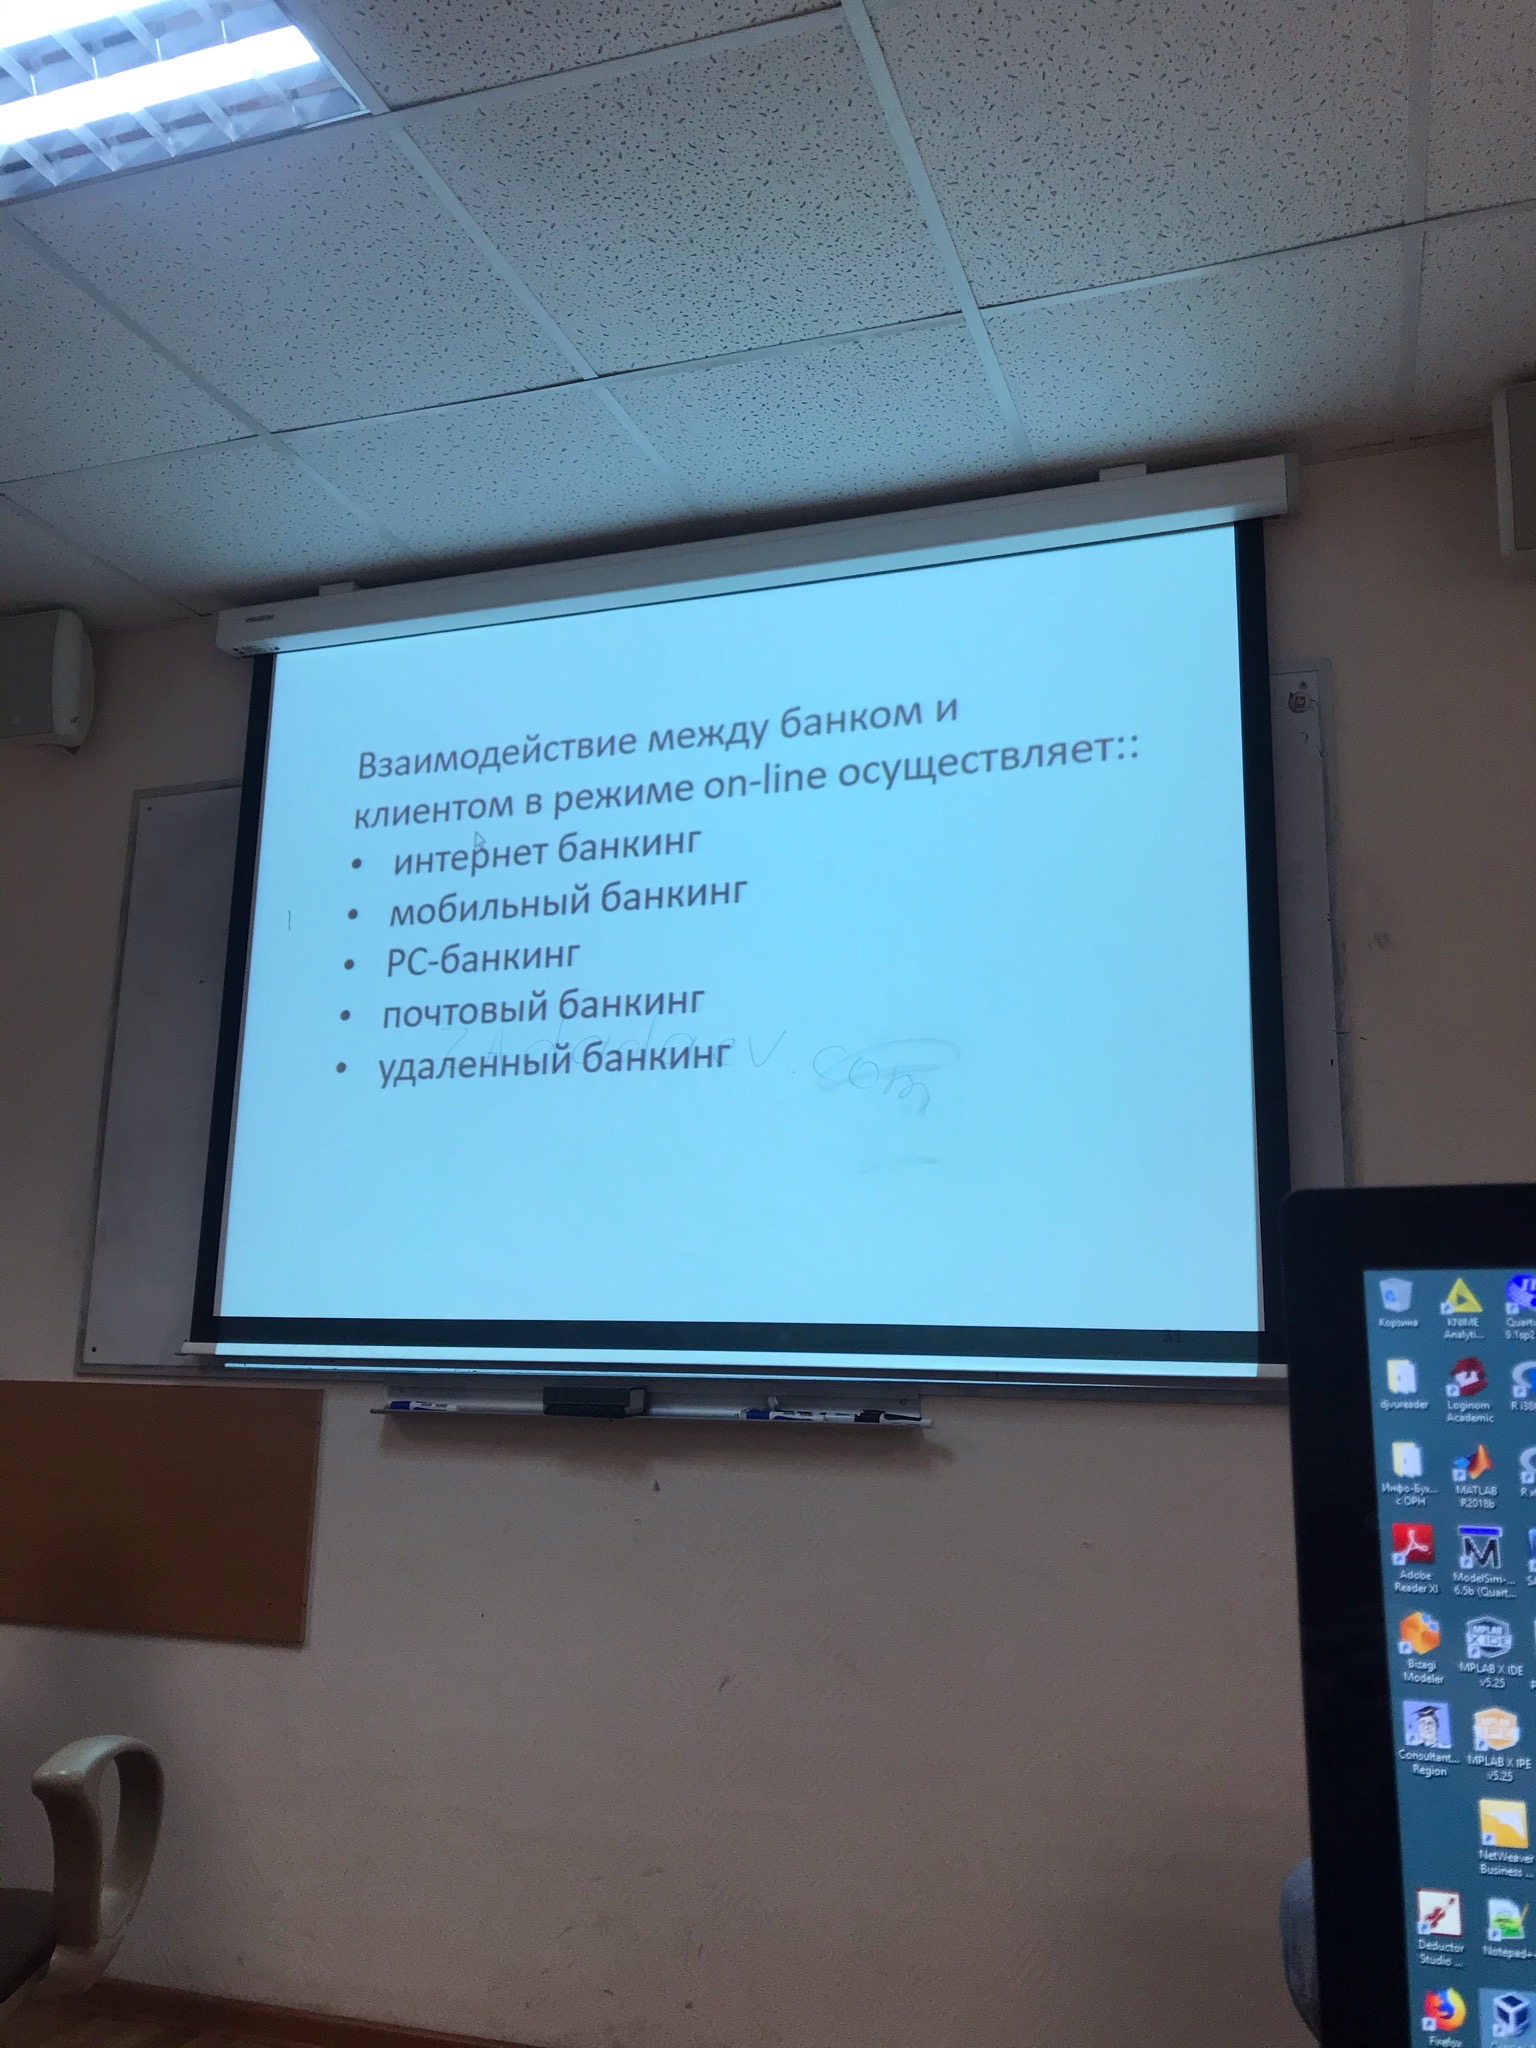 Взаимодействие между банком и
клиентом в режиме on-line осуществляет::
• интернет банкинг
• мобильный банкинг
• PC-банкинг
• почтовый банкинг
• удаленный банкинг
.com
31
Корзина
KNIME
Analyti...
9.1sp2
djvureader
Loginom
Academic
Инфо-Бух...
с ОРН
MATLAB
R2018b
Adobe
Reader XI
ModelSim-...
6.5b (Quart...
Bizagi
Modeler
MPLAB X IDE
v5.25
Consultant...
Region
MPLAB X IPE
v5.25
NetWeaver
Business ...
Deductor
Studio ...
Notepad+
Firefox